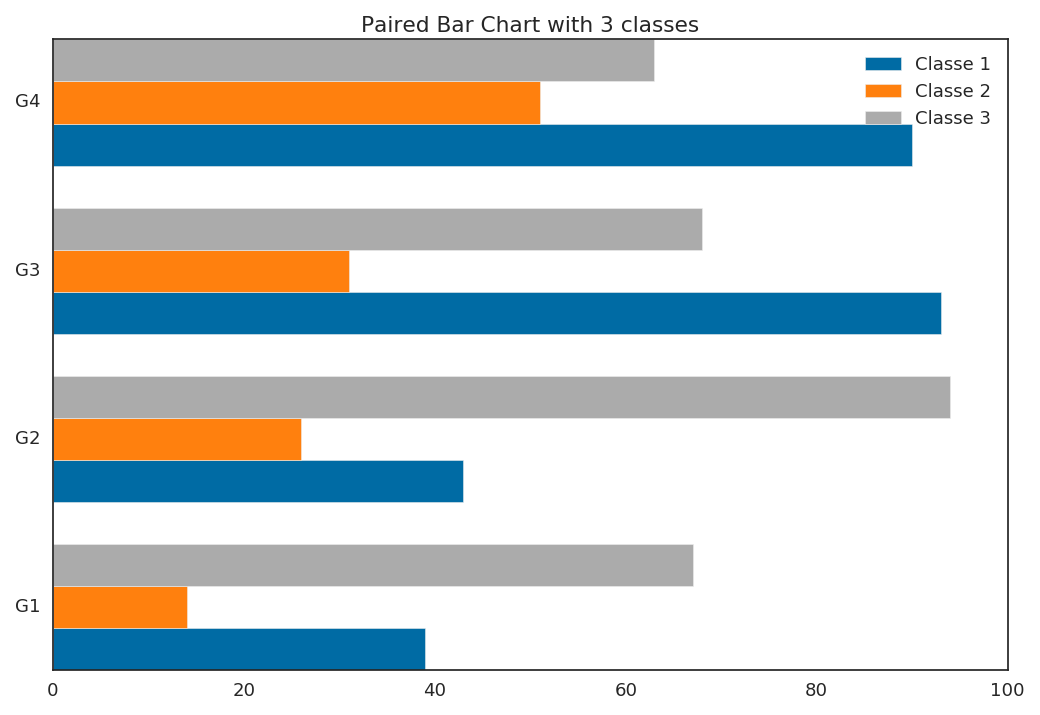 Paired Bar Chart with 3 classes
Classe 1
Classe 2
Classe 3
G4
G3
G2
G1
0 20 40 60 80 100